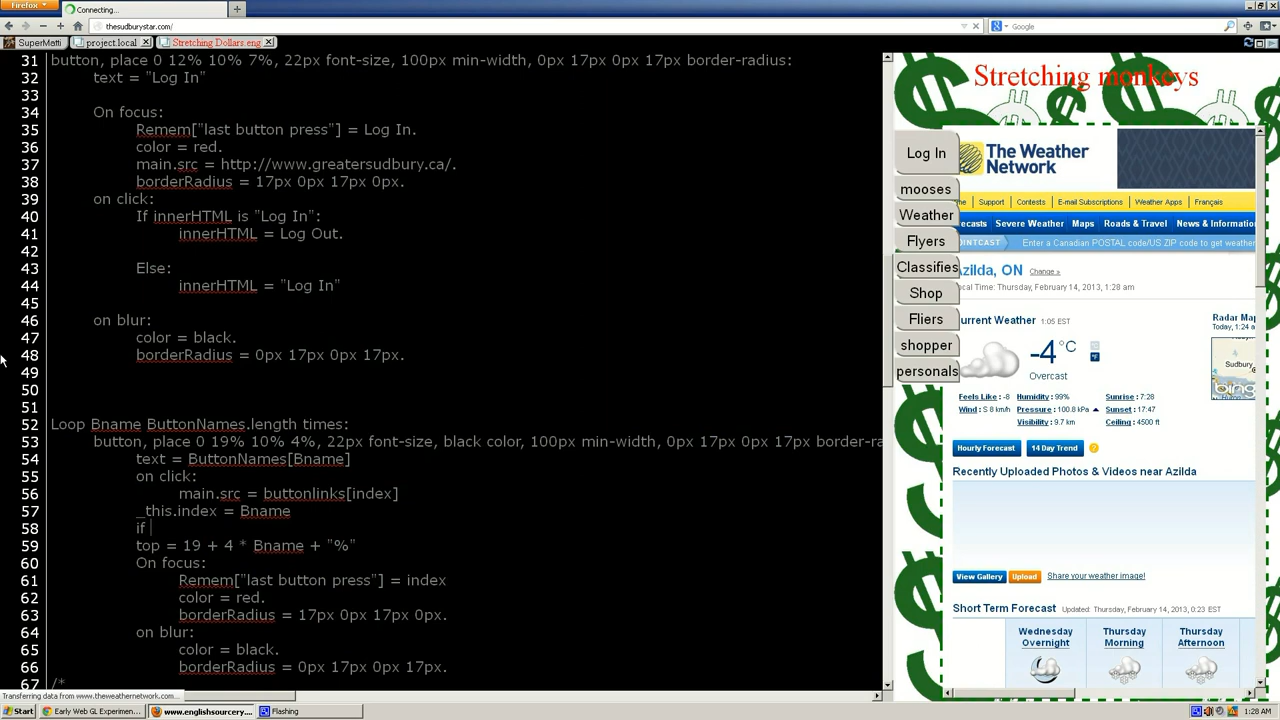 Firefox
Connecting...
thesudburystar.com/
Google
SuperMatti
project.local
Stretching Dollars.eng
31 button, place 0 12% 10% 7%, 22px font-size, 100px min-width, 0px 17px 0px 17px border-radius:
32 text = "Log In"
33
34 On focus:
35 Remem["last button press"] = Log In.
36 color = red.
37 main.src = http://www.greatersudbury.ca/.
38 borderRadius = 17px 0px 17px 0px.
39 on click:
40 If innerHTML is "Log In":
41 innerHTML = Log Out.
42
43 Else:
44 innerHTML = "Log In"
45
46 on blur:
47 color = black.
48 borderRadius = 0px 17px 0px 17px.
49
50
51
52 Loop Bname ButtonNames.length times:
53 button, place 0 19% 10% 4%, 22px font-size, black color, 100px min-width, 0px 17px 0px 17px border-ra
54 text = ButtonNames[Bname]
55 on click:
56 main.src = buttonlinks[index]
57 _this.index = Bname
58 if
59 top = 19 + 4 * Bname + "%"
60 On focus:
61 Remem["last button press"] = index
62 color = red.
63 borderRadius = 17px 0px 17px 0px.
64 on blur:
65 color = black.
66 borderRadius = 0px 17px 0px 17px.
67 /*
Stretching monkeys
Log In
mooses
Weather
Flyers
Classifies
Shop
Fliers
shopper
personals
The Weather
Network
me Support Contests E-mail Subscriptions Weather Apps Français
recasts Severe Weather Maps Roads & Travel News & Informatio
OINTCAST Enter a Canadian POSTAL code/US ZIP code to get weather
Azilda, ON Change »
Local Time: Thursday, February 14, 2013, 1:28 am
urrent Weather 1:05 EST
Radar Map
Today, 1:24 a
-4°C
°F
Overcast
Sudbury
bing
Feels Like : -8 Humidity : 99% Sunrise : 7:28
Wind : S 8 km/h Pressure : 100.8 kPa Sunset : 17:47
Visibility : 9.7 km Ceiling : 4500 ft
Hourly Forecast 14 Day Trend ?
Recently Uploaded Photos & Videos near Azilda
View Gallery Upload Share your weather image!
Short Term Forecast Updated: Thursday, February 14, 2013, 0:23 EST
Wednesday Overnight
Thursday Morning
Thursday Afternoon
Transferring data from www.theweathernetwork.com...
Start
Early Web GL Experimen...
www.englishsourcery....
Flashing
1:28 AM